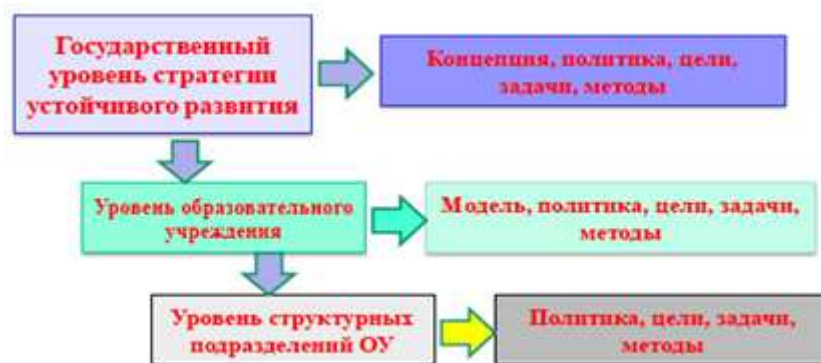 Государственный
уровень стратегии
устойчивого развития
Концепция, политика, цели,
задачи, методы
Уровень образовательного
учреждения
Модель, политика, цели, задачи,
методы
Уровень структурных
подразделений ОУ
Политика, цели, задачи,
методы